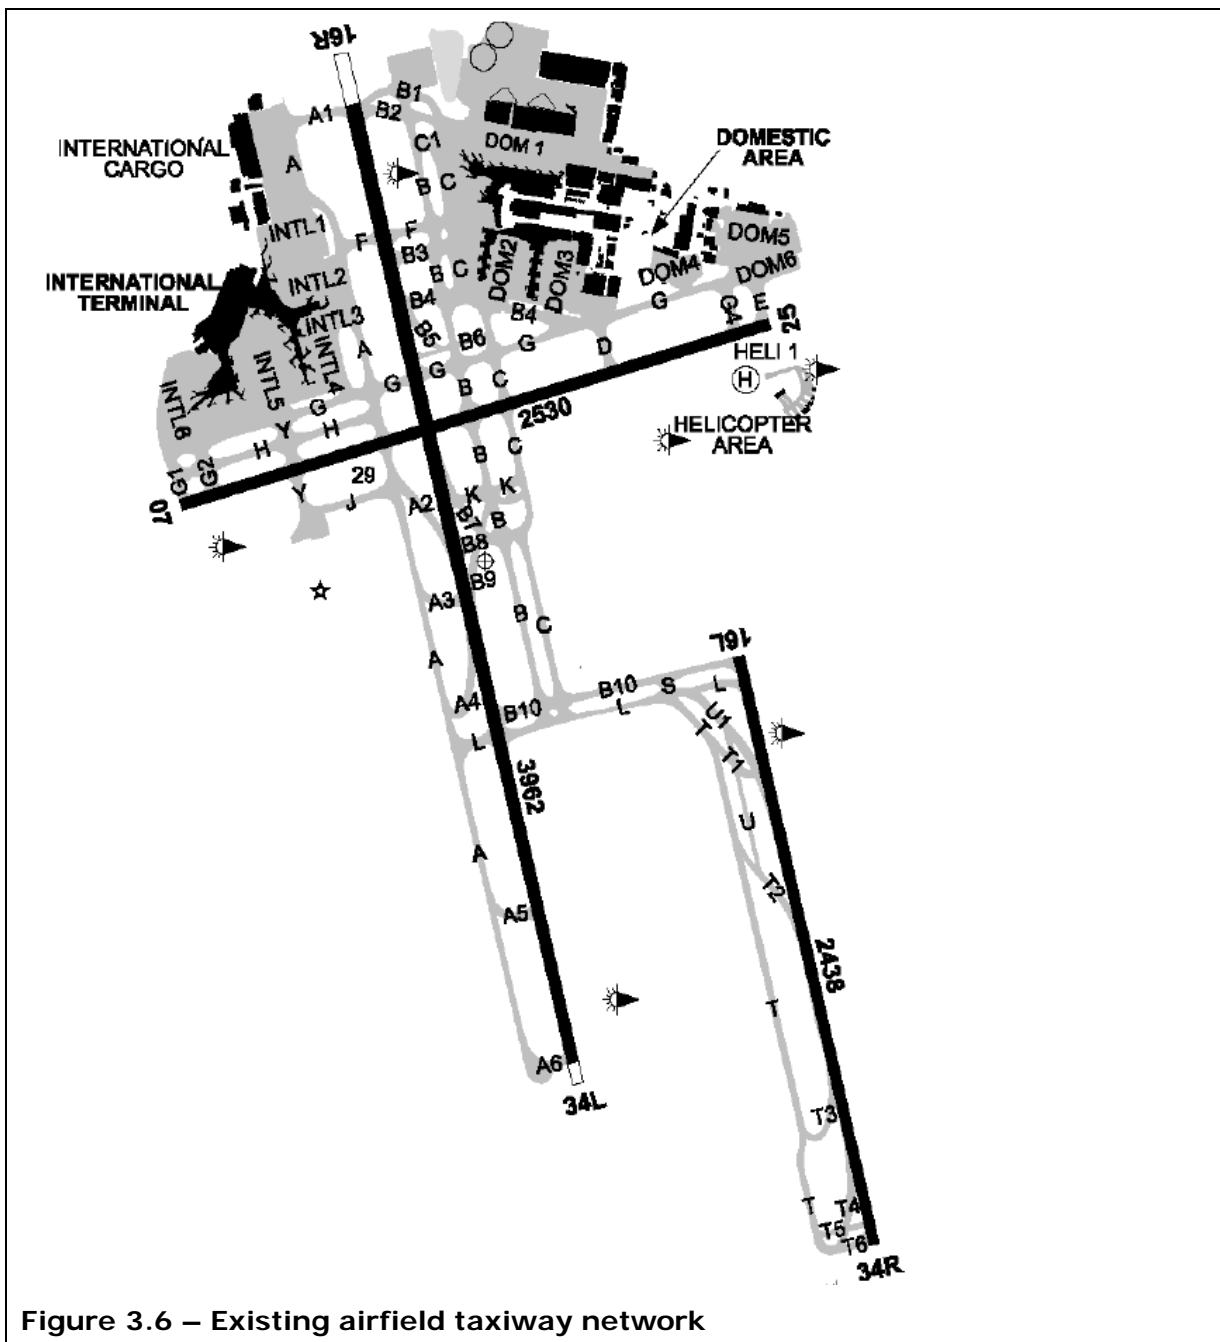 16R
B1
B2
A1
C1
DOM 1
DOMESTIC
AREA
INTERNATIONAL
CARGO
A
B
C
INTL1
F
F
B3
DOM2
DOM3
DOM5
DOM4
DOM6
B
C
INTERNATIONAL
TERMINAL
INTL2
B4
B4
G
G4
E
25
INTL3
B5
B6
G
D
HELI 1
H
INTL4
A
G
G
B
C
INTL5
INTL6
G
2530
HELICOPTER
AREA
Y
H
H
B
C
G1
G2
29
Y
J
A2
K
K
07
B7
B
B8
B9
A3
B
C
A
16L
A4
B10
B10
S
L
L
L
T
U1
T1
3962
U
A
T2
A5
2438
T
A6
34L
T3
T
T4
T5
T6
34R
Figure 3.6 – Existing airfield taxiway network